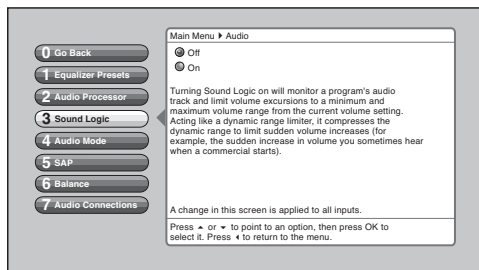 Main Menu ▸ Audio
0 Go Back
1 Equalizer Presets
2 Audio Processor
3 Sound Logic
4 Audio Mode
5 SAP
6 Balance
7 Audio Connections
Off
On
Turning Sound Logic on will monitor a program's audio
track and limit volume excursions to a minimum and
maximum volume range from the current volume setting.
Acting like a dynamic range limiter, it compresses the
dynamic range to limit sudden volume increases (for
example, the sudden increase in volume you sometimes hear
when a commercial starts).
A change in this screen is applied to all inputs.
Press ▴ or ▾ to point to an option, then press OK to
select it. Press ◂ to return to the menu.